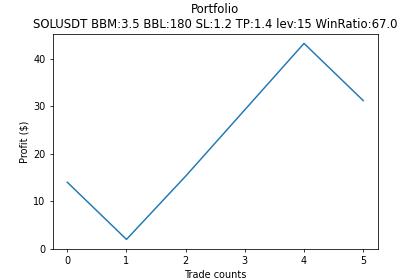 Portfolio
SOLUSDT BBM:3.5 BBL:180 SL:1.2 TP:1.4 lev:15 WinRatio:67.0
40
30
20
10
0
Profit ($)
0 1 2 3 4 5
Trade counts